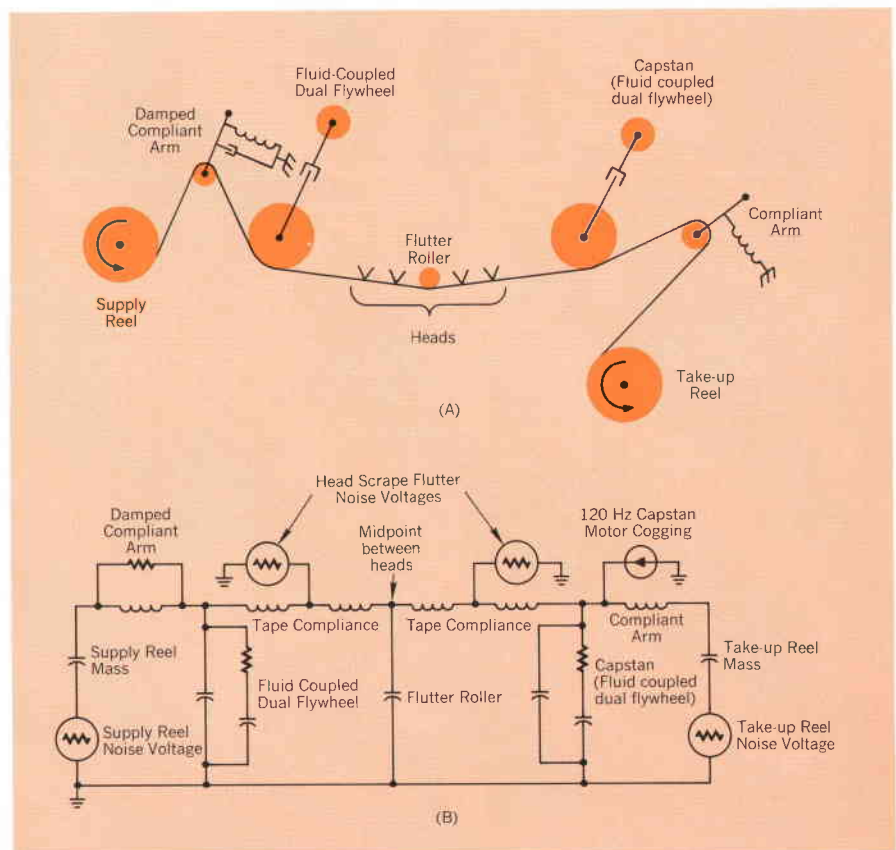 Fluid-Coupled
Dual Flywheel
Capstan
(Fluid coupled
dual flywheel)
Damped
Compliant
Arm
Compliant
Arm
Flutter
Roller
Supply
Reel
Heads
Take-up
Reel
(A)
Head Scrape Flutter
Noise Voltages
Damped
Compliant
Arm
Midpoint
between
heads
120 Hz Capstan
Motor Cogging
Tape Compliance
Tape Compliance
Compliant
Arm
Supply Reel
Mass
Take-up Reel
Mass
Fluid Coupled
Dual Flywheel
Flutter Roller
Capstan
(Fluid coupled
dual flywheel)
Supply Reel
Noise Voltage
Take-up Reel
Noise Voltage
(B)